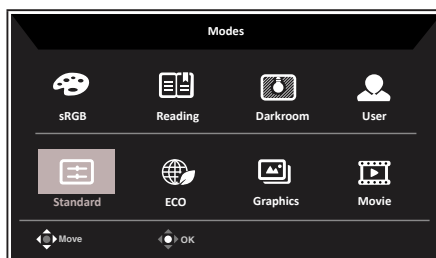 Modes
sRGB Reading Darkroom User
Standard ECO Graphics Movie
Move OK